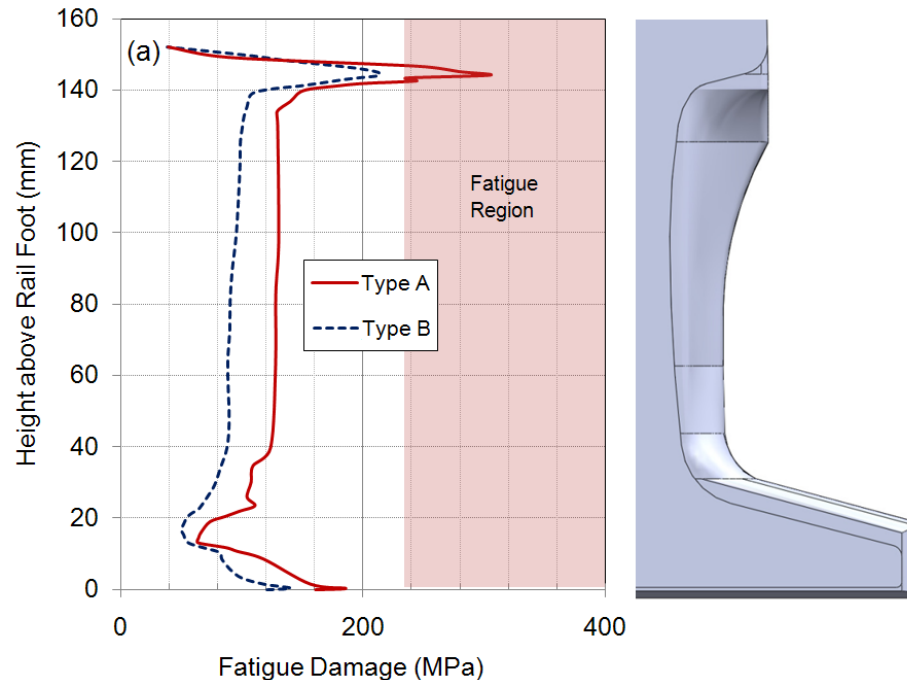 (a)
160
140
120
100
80
60
40
20
0
Height above Rail Foot (mm)
Fatigue
Region
Type A
Type B
0
200
400
Fatigue Damage (MPa)